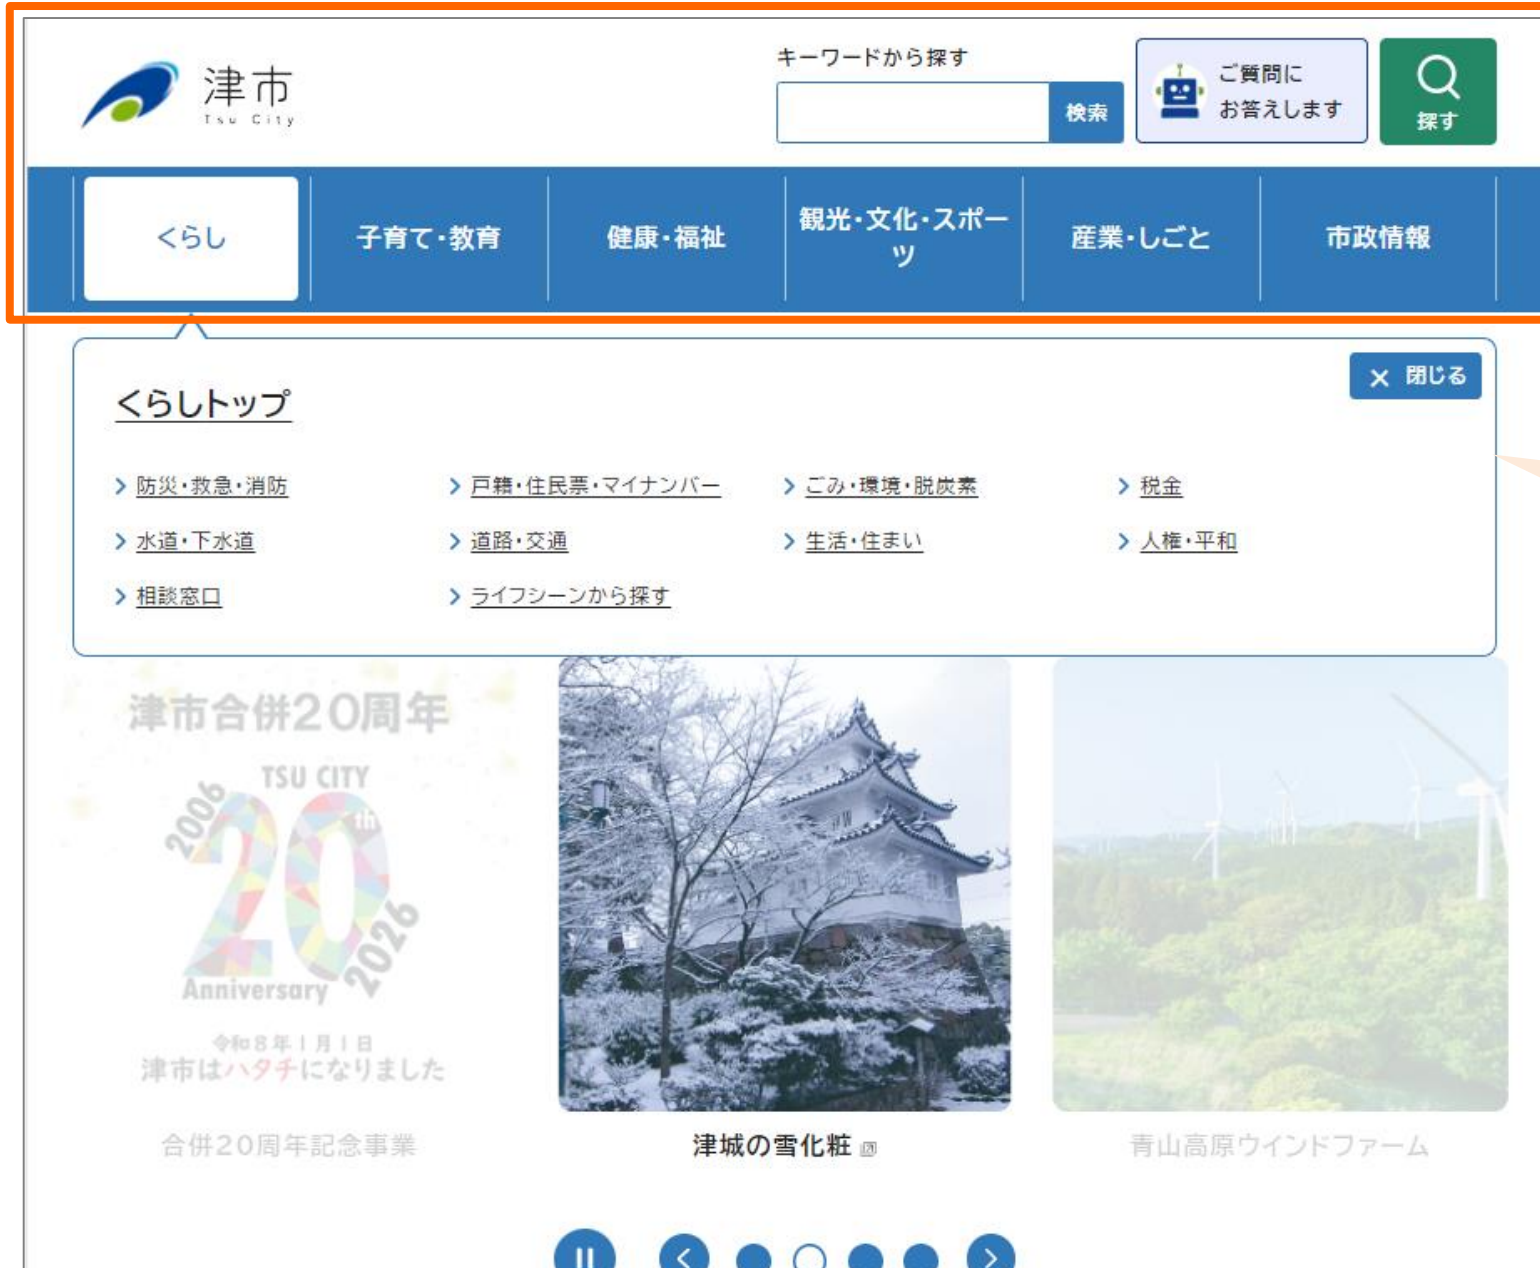 津市
Tsu City
キーワードから探す
検索
ご質問に
お答えします
探す
くらし
子育て・教育
健康・福祉
観光・文化・スポー
ツ
産業・しごと
市政情報
くらしトップ
× 閉じる
防災・救急・消防
戸籍・住民票・マイナンバー
ごみ・環境・脱炭素
税金
水道・下水道
道路・交通
生活・住まい
人権・平和
相談窓口
ライフシーンから探す
津市合併20周年
TSU CITY
2006
20th
2026
Anniversary
令和8年1月1日
津市はハタチになりました
合併20周年記念事業
津城の雪化粧
青山高原ウインドファーム